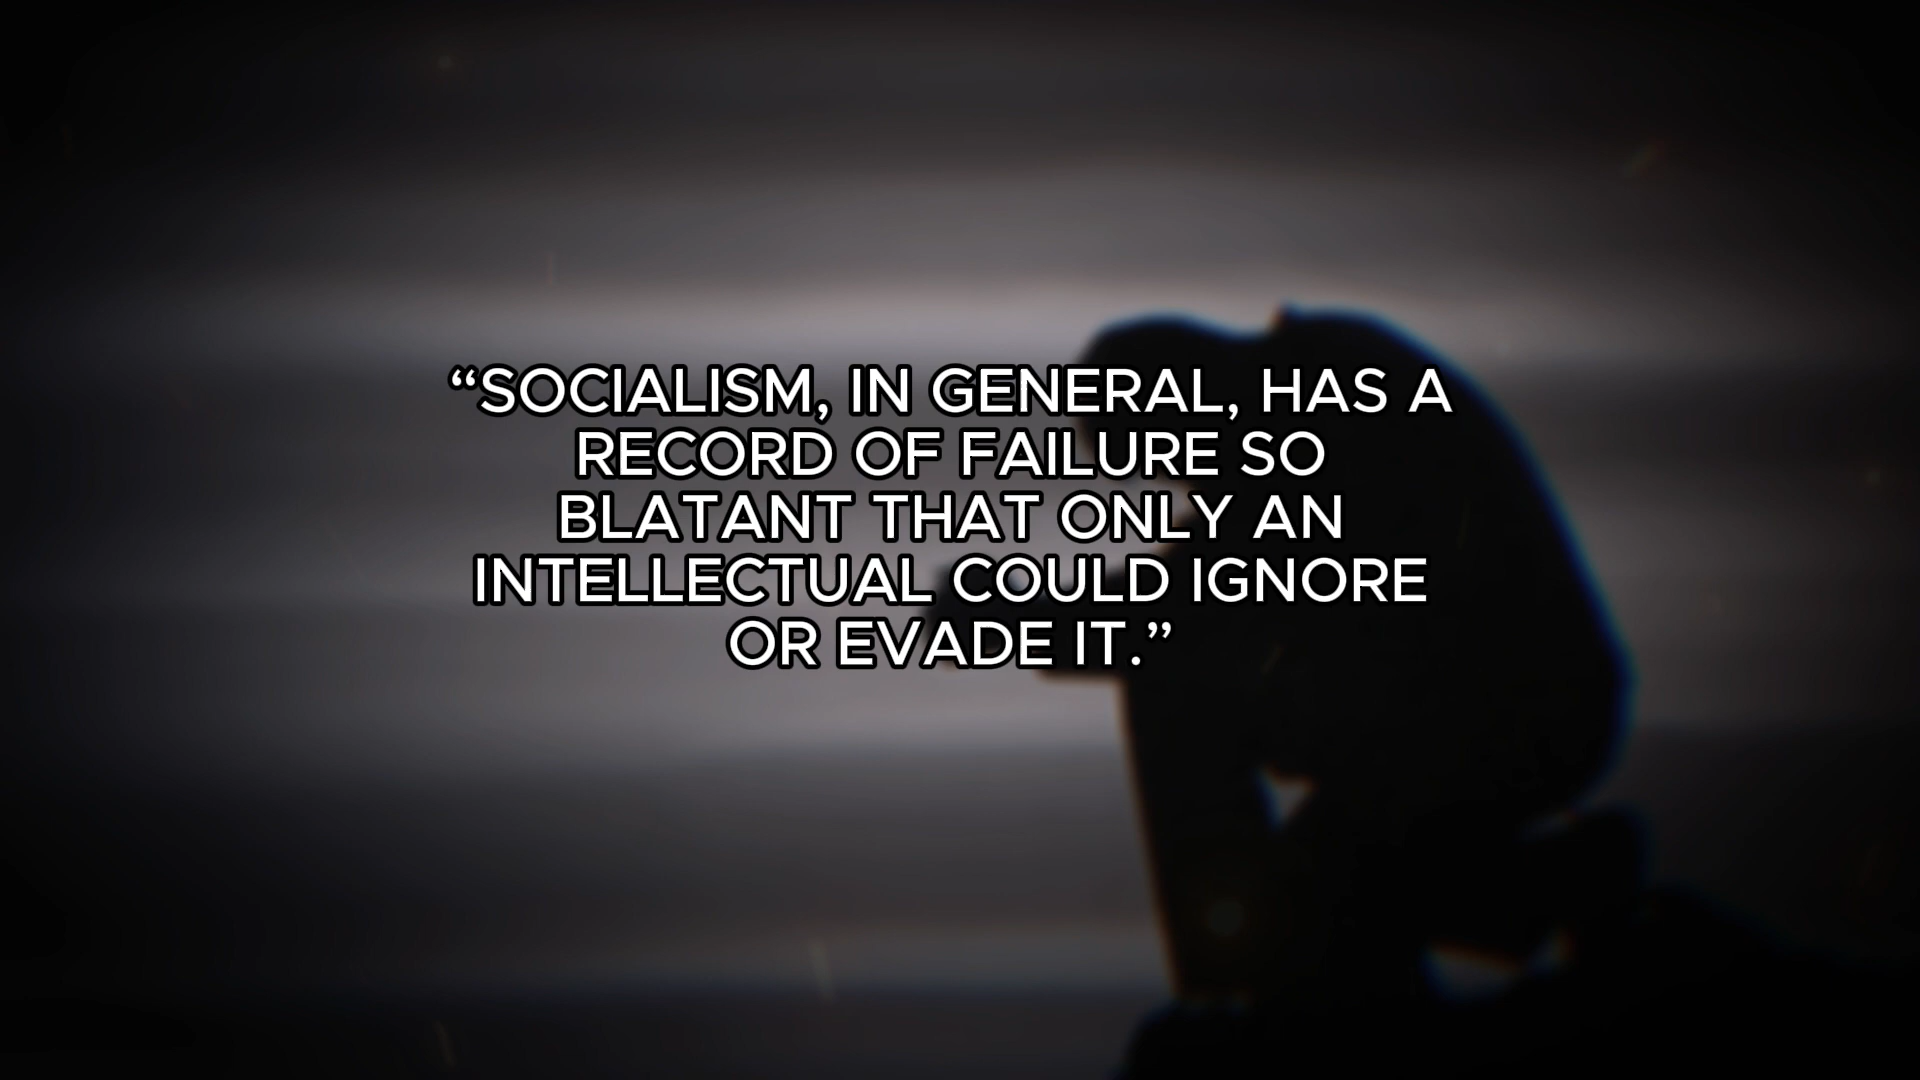 “SOCIALISM, IN GENERAL, HAS A
RECORD OF FAILURE SO
BLATANT THAT ONLY AN
INTELLECTUAL COULD IGNORE
OR EVADE IT.”